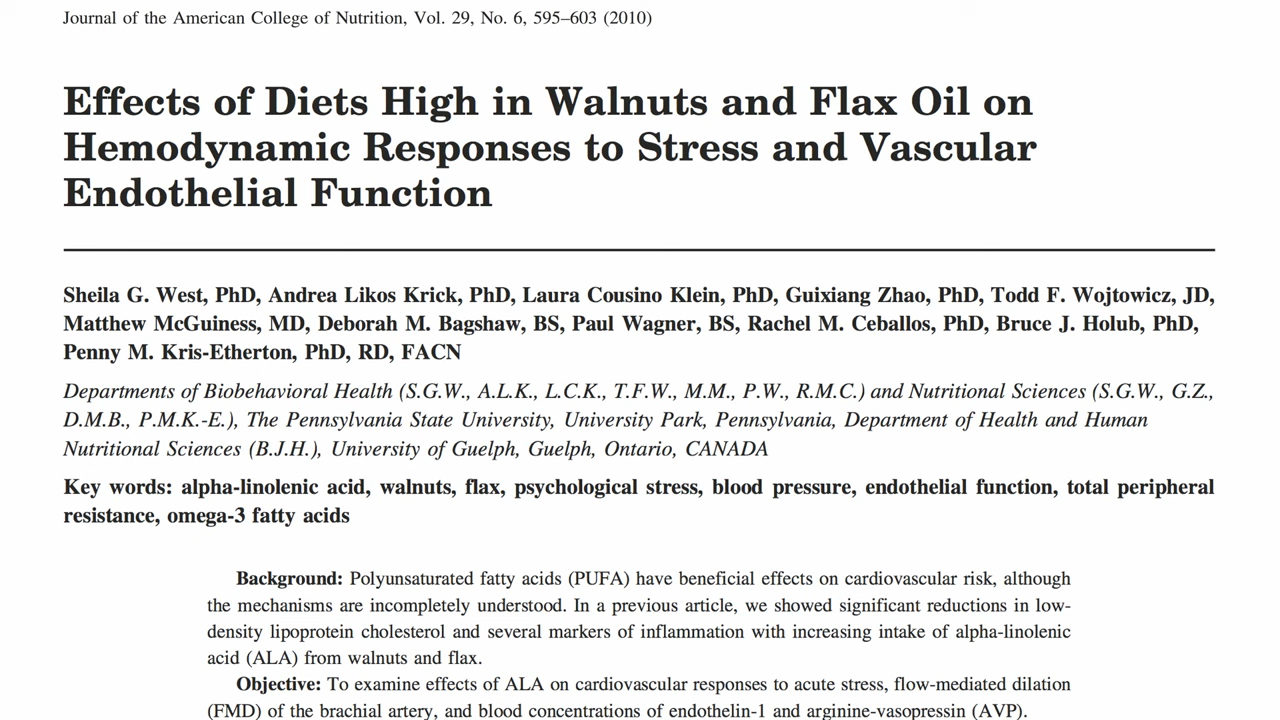 Journal of the American College of Nutrition, Vol. 29, No. 6, 595–603 (2010)
Effects of Diets High in Walnuts and Flax Oil on
Hemodynamic Responses to Stress and Vascular
Endothelial Function
Sheila G. West, PhD, Andrea Likos Krick, PhD, Laura Cousino Klein, PhD, Guixiang Zhao, PhD, Todd F. Wojtowicz, JD,
Matthew McGuiness, MD, Deborah M. Bagshaw, BS, Paul Wagner, BS, Rachel M. Ceballos, PhD, Bruce J. Holub, PhD,
Penny M. Kris-Etherton, PhD, RD, FACN
Departments of Biobehavioral Health (S.G.W., A.L.K., L.C.K., T.F.W., M.M., P.W., R.M.C.) and Nutritional Sciences (S.G.W., G.Z.,
D.M.B., P.M.K.-E.), The Pennsylvania State University, University Park, Pennsylvania, Department of Health and Human
Nutritional Sciences (B.J.H.), University of Guelph, Guelph, Ontario, CANADA
Key words: alpha-linolenic acid, walnuts, flax, psychological stress, blood pressure, endothelial function, total peripheral
resistance, omega-3 fatty acids
Background: Polyunsaturated fatty acids (PUFA) have beneficial effects on cardiovascular risk, although
the mechanisms are incompletely understood. In a previous article, we showed significant reductions in low-
density lipoprotein cholesterol and several markers of inflammation with increasing intake of alpha-linolenic
acid (ALA) from walnuts and flax.
Objective: To examine effects of ALA on cardiovascular responses to acute stress, flow-mediated dilation
(FMD) of the brachial artery, and blood concentrations of endothelin-1 and arginine-vasopressin (AVP).